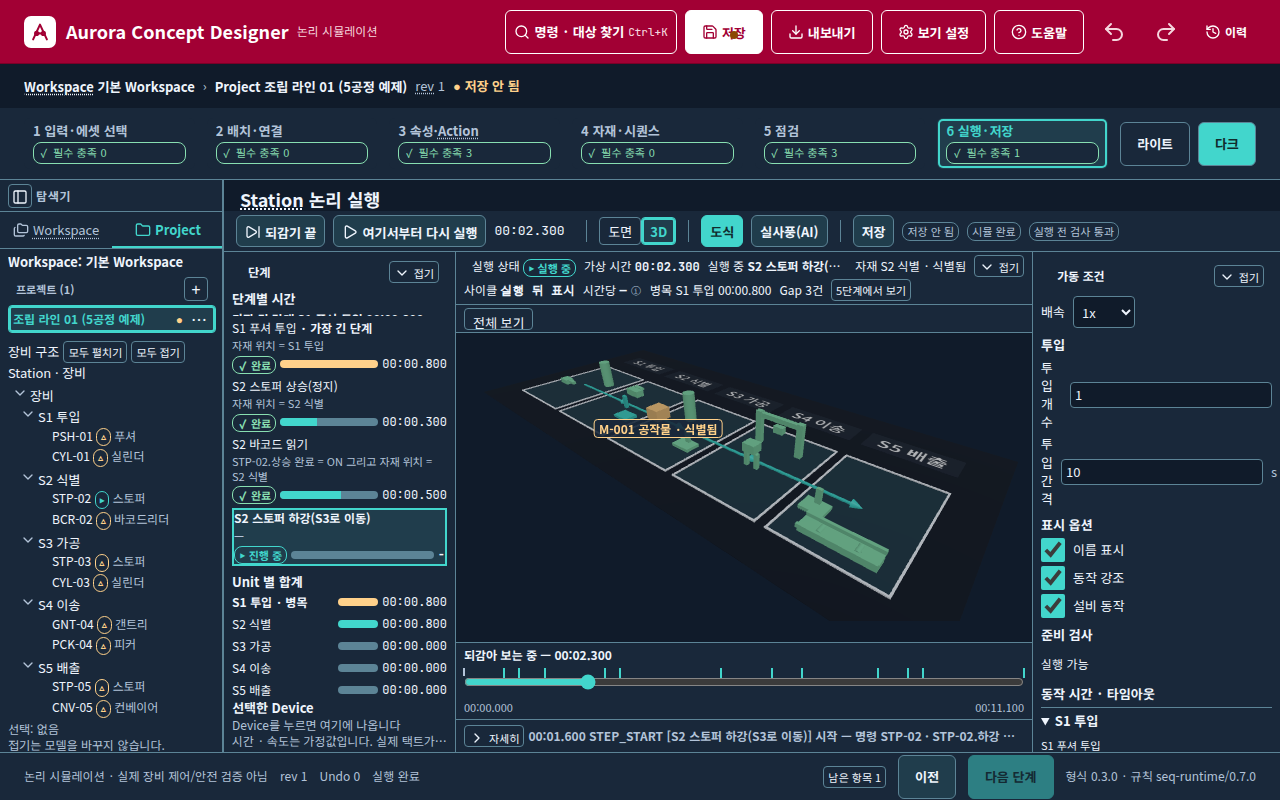 Aurora Concept Designer 논리 시뮬레이션
명령 · 대상 찾기 Ctrl+K
저장
내보내기
보기 설정
도움말
이력
Workspace 기본 Workspace › Project 조립 라인 01 (5공정 예제) rev 1 ● 저장 안 됨
1 입력·에셋 선택
✓ 필수 충족 0
2 배치·연결
✓ 필수 충족 0
3 속성·Action
✓ 필수 충족 3
4 자재·시퀀스
✓ 필수 충족 0
5 점검
✓ 필수 충족 3
6 실행·저장
✓ 필수 충족 1
라이트
다크
탐색기
Workspace
Project
Workspace: 기본 Workspace
프로젝트 (1)
+
조립 라인 01 (5공정 예제) ● ···
장비 구조 모두 펼치기 모두 접기
Station · 장비
장비
S1 투입
PSH-01 푸셔
CYL-01 실린더
S2 식별
STP-02 스토퍼
BCR-02 바코드리더
S3 가공
STP-03 스토퍼
CYL-03 실린더
S4 이송
GNT-04 갠트리
PCK-04 피커
S5 배출
STP-05 스토퍼
CNV-05 컨베이어
선택: 없음
접기는 모델을 바꾸지 않습니다.
Station 논리 실행
되감기 끝
여기서부터 다시 실행
00:02.300
도면
3D
도식
실사풍(AI)
저장
저장 안 됨
시뮬 완료
실행 전 검사 통과
단계
접기
단계별 시간
S1 푸셔 투입 · 가장 긴 단계
자재 위치 = S1 투입
✓ 완료 00:00.800
S2 스토퍼 상승(정지)
자재 위치 = S2 식별
✓ 완료 00:00.300
S2 바코드 읽기
STP-02.상승 완료 = ON 그리고 자재 위치 =
S2 식별
✓ 완료 00:00.500
S2 스토퍼 하강(S3로 이동)
—
▸ 진행 중 -
Unit 별 합계
S1 투입 · 병목 00:00.800
S2 식별 00:00.800
S3 가공 00:00.000
S4 이송 00:00.000
S5 배출 00:00.000
선택한 Device
Device를 누르면 여기에 나옵니다
시간 · 속도는 가정값입니다. 실제 택트가…
실행 상태 ▸ 실행 중 가상 시간 00:02.300 실행 중 S2 스토퍼 하강(… 자재 S2 식별 · 식별됨
접기
사이클 실행 뒤 표시 시간당 — ⓘ 병목 S1 투입 00:00.800 Gap 3건 5단계에서 보기
전체 보기
S1 투입
S2 식별
S3 가공
S4 이송
S5 배출
M-001 공작물 · 식별됨
되감아 보는 중 — 00:02.300
00:00.000
00:11.100
자세히
00:01.600 STEP_START [S2 스토퍼 하강(S3로 이동)] 시작 — 명령 STP-02 · STP-02.하강 …
가동 조건
접기
배속 1x
투입
투입 개수 1
투입 간격 10 s
표시 옵션
이름 표시
동작 강조
설비 동작
준비 검사
실행 가능
동작 시간 · 타임아웃
▼ S1 투입
S1 푸셔 투입
논리 시뮬레이션 · 실제 장비 제어/안전 검증 아님 rev 1 Undo 0 실행 완료
남은 항목 1
이전
다음 단계
형식 0.3.0 · 규칙 seq-runtime/0.7.0